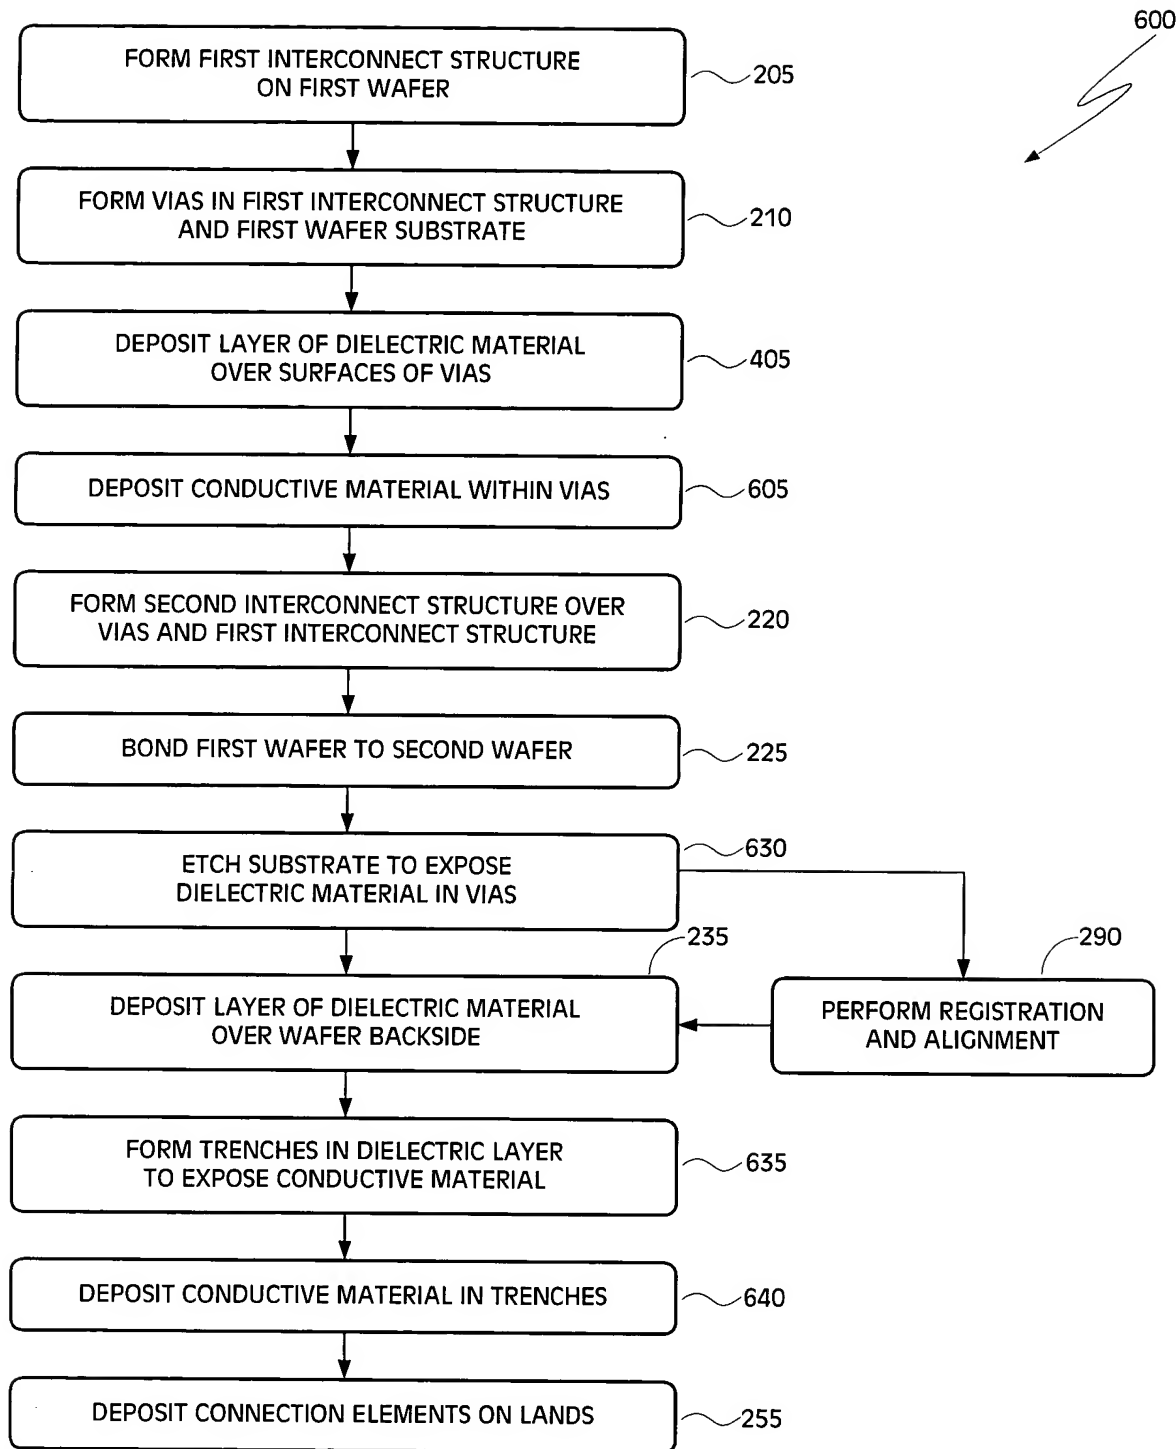 600
FORM FIRST INTERCONNECT STRUCTURE
ON FIRST WAFER
205
FORM VIAS IN FIRST INTERCONNECT STRUCTURE
AND FIRST WAFER SUBSTRATE
210
DEPOSIT LAYER OF DIELECTRIC MATERIAL
OVER SURFACES OF VIAS
405
DEPOSIT CONDUCTIVE MATERIAL WITHIN VIAS
605
FORM SECOND INTERCONNECT STRUCTURE OVER
VIAS AND FIRST INTERCONNECT STRUCTURE
220
BOND FIRST WAFER TO SECOND WAFER
225
ETCH SUBSTRATE TO EXPOSE
DIELECTRIC MATERIAL IN VIAS
630
235
DEPOSIT LAYER OF DIELECTRIC MATERIAL
OVER WAFER BACKSIDE
290
PERFORM REGISTRATION
AND ALIGNMENT
FORM TRENCHES IN DIELECTRIC LAYER
TO EXPOSE CONDUCTIVE MATERIAL
635
DEPOSIT CONDUCTIVE MATERIAL IN TRENCHES
640
DEPOSIT CONNECTION ELEMENTS ON LANDS
255